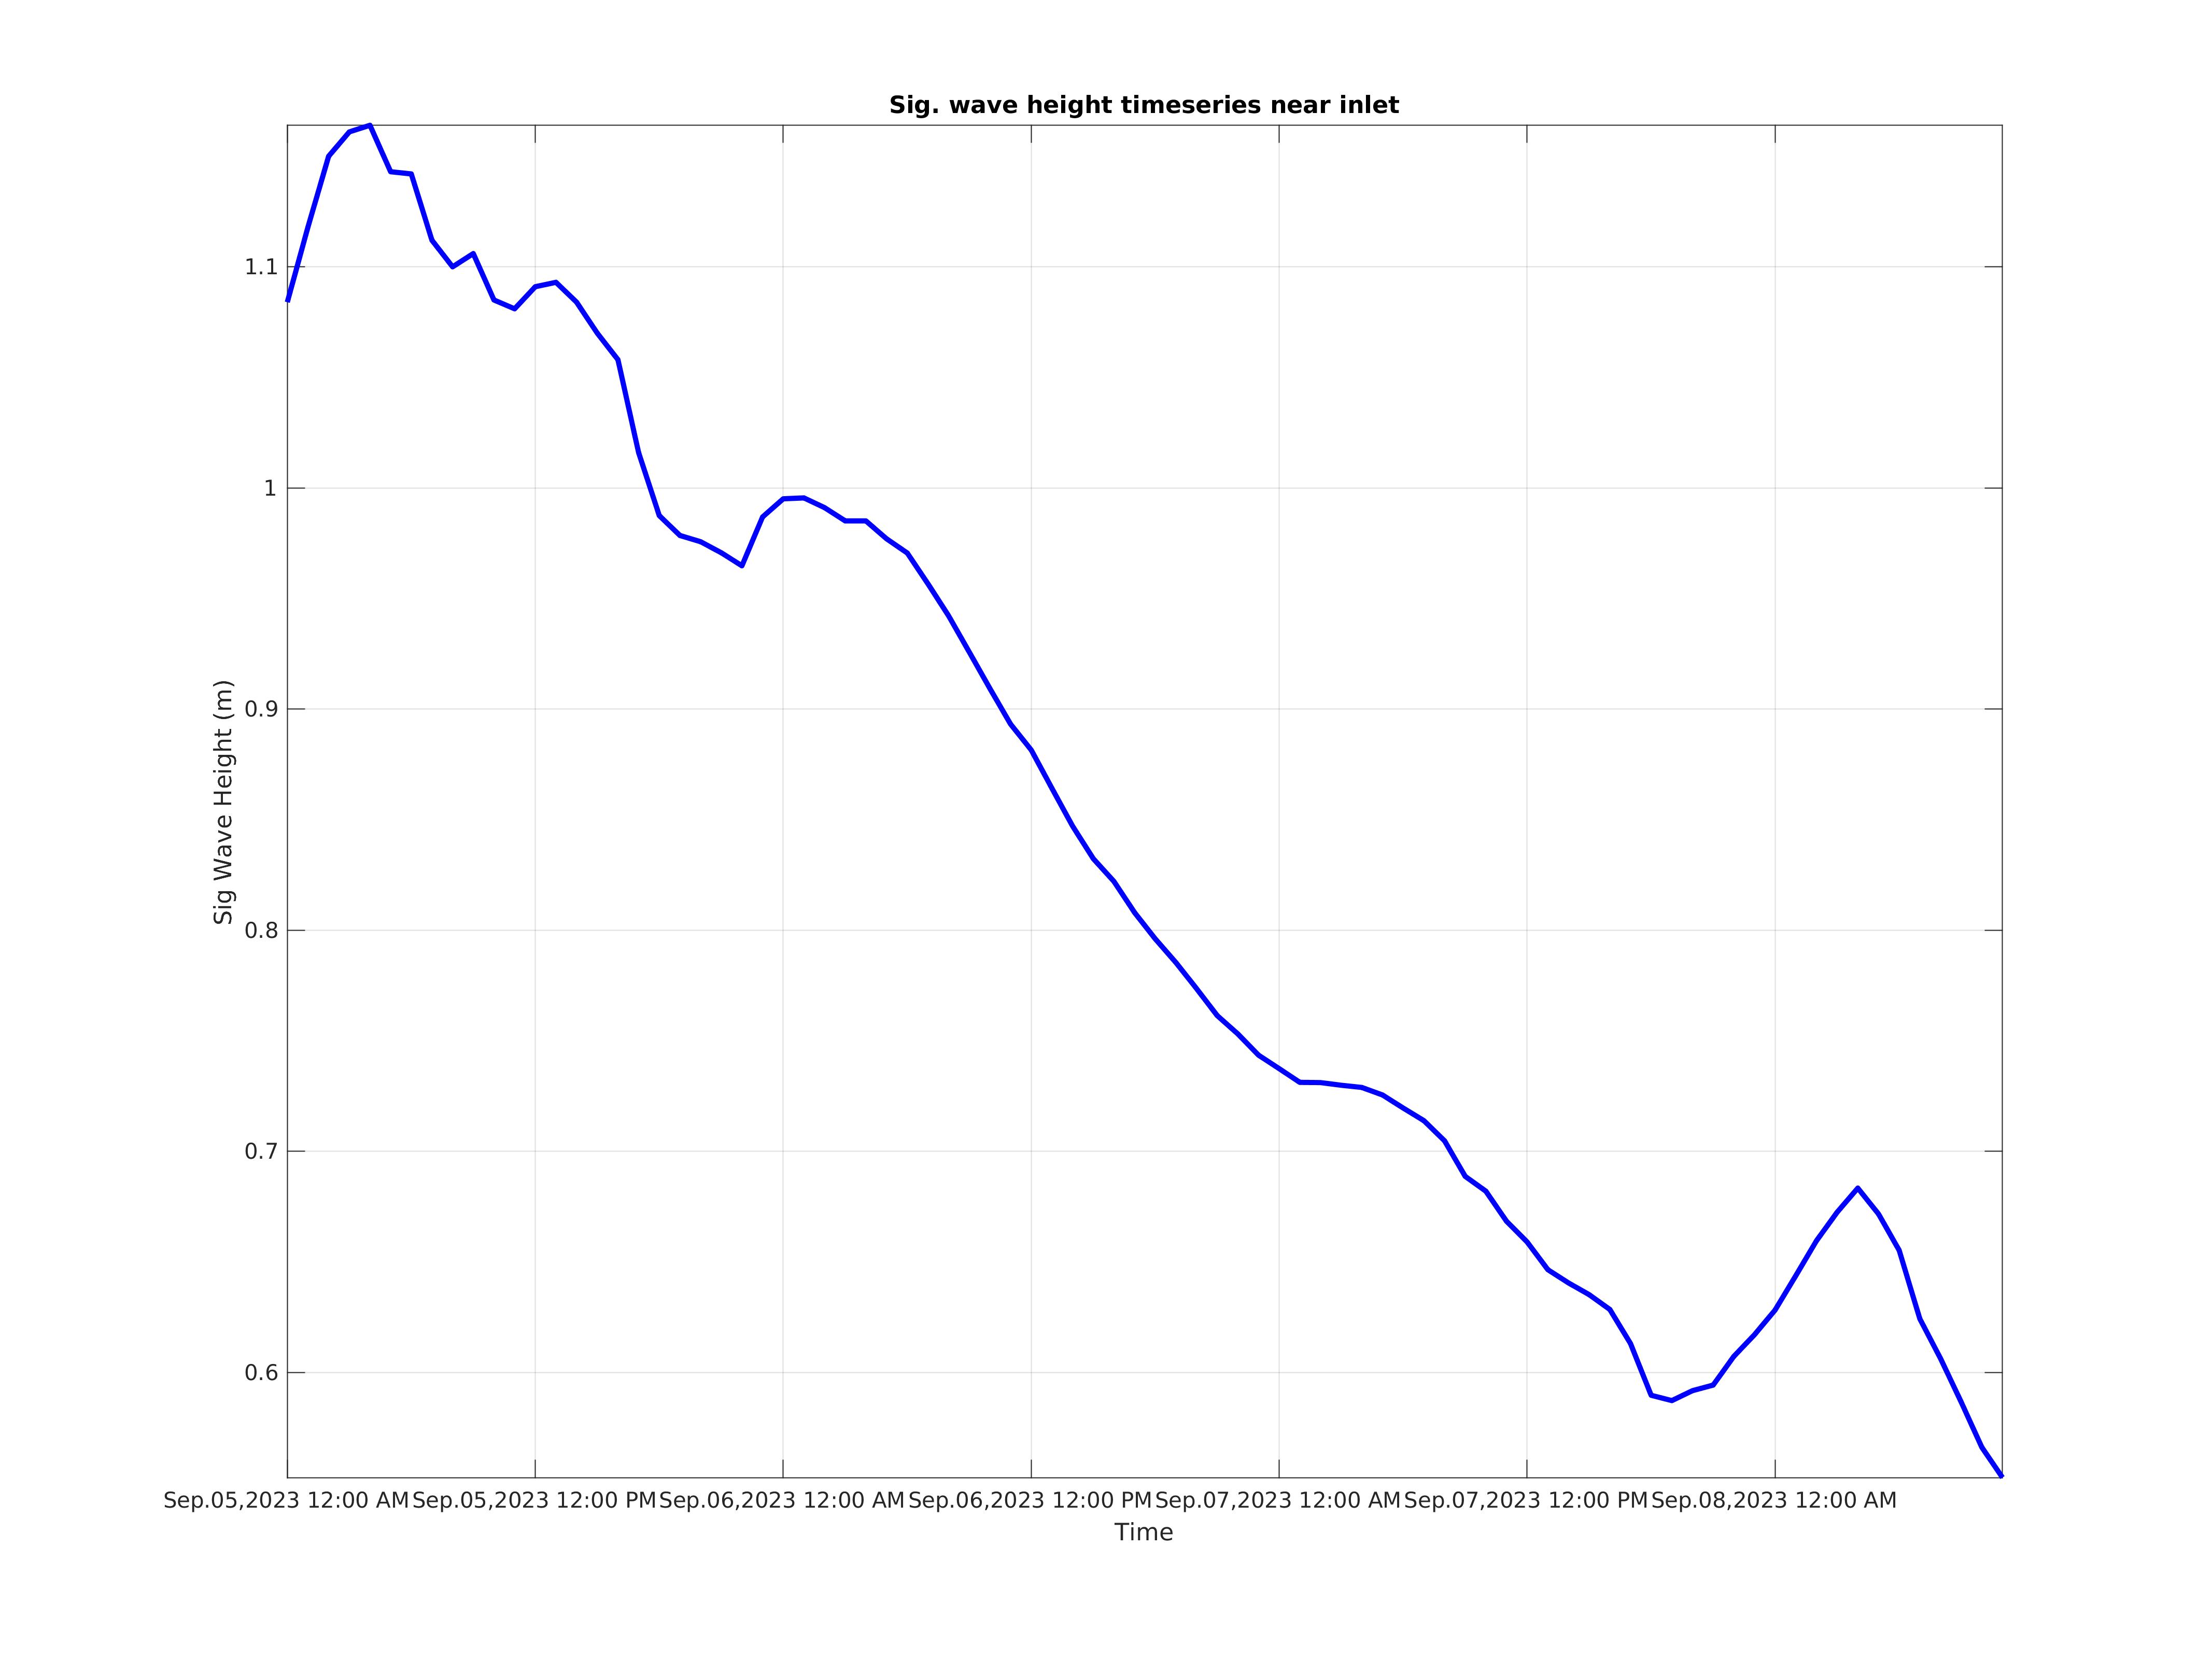 Sig. wave height timeseries near inlet
1.1
1
0.9
0.8
0.7
0.6
Sig Wave Height (m)
Sep.05,2023 12:00 AM Sep.05,2023 12:00 PM Sep.06,2023 12:00 AM Sep.06,2023 12:00 PM Sep.07,2023 12:00 AM Sep.07,2023 12:00 PM Sep.08,2023 12:00 AM
Time